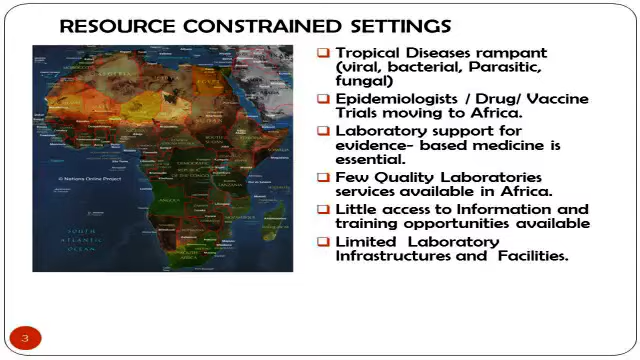 RESOURCE CONSTRAINED SETTINGS
Tropical Diseases rampant
(viral, bacterial, Parasitic,
fungal)
Epidemiologists / Drug/ Vaccine
Trials moving to Africa.
Laboratory support for
evidence- based medicine is
essential.
Few Quality Laboratories
services available in Africa.
Little access to Information and
training opportunities available
Limited Laboratory
Infrastructures and Facilities.
© Nations Online Project
SOUTH
ATLANTIC
OCEAN
ANGOLA
3